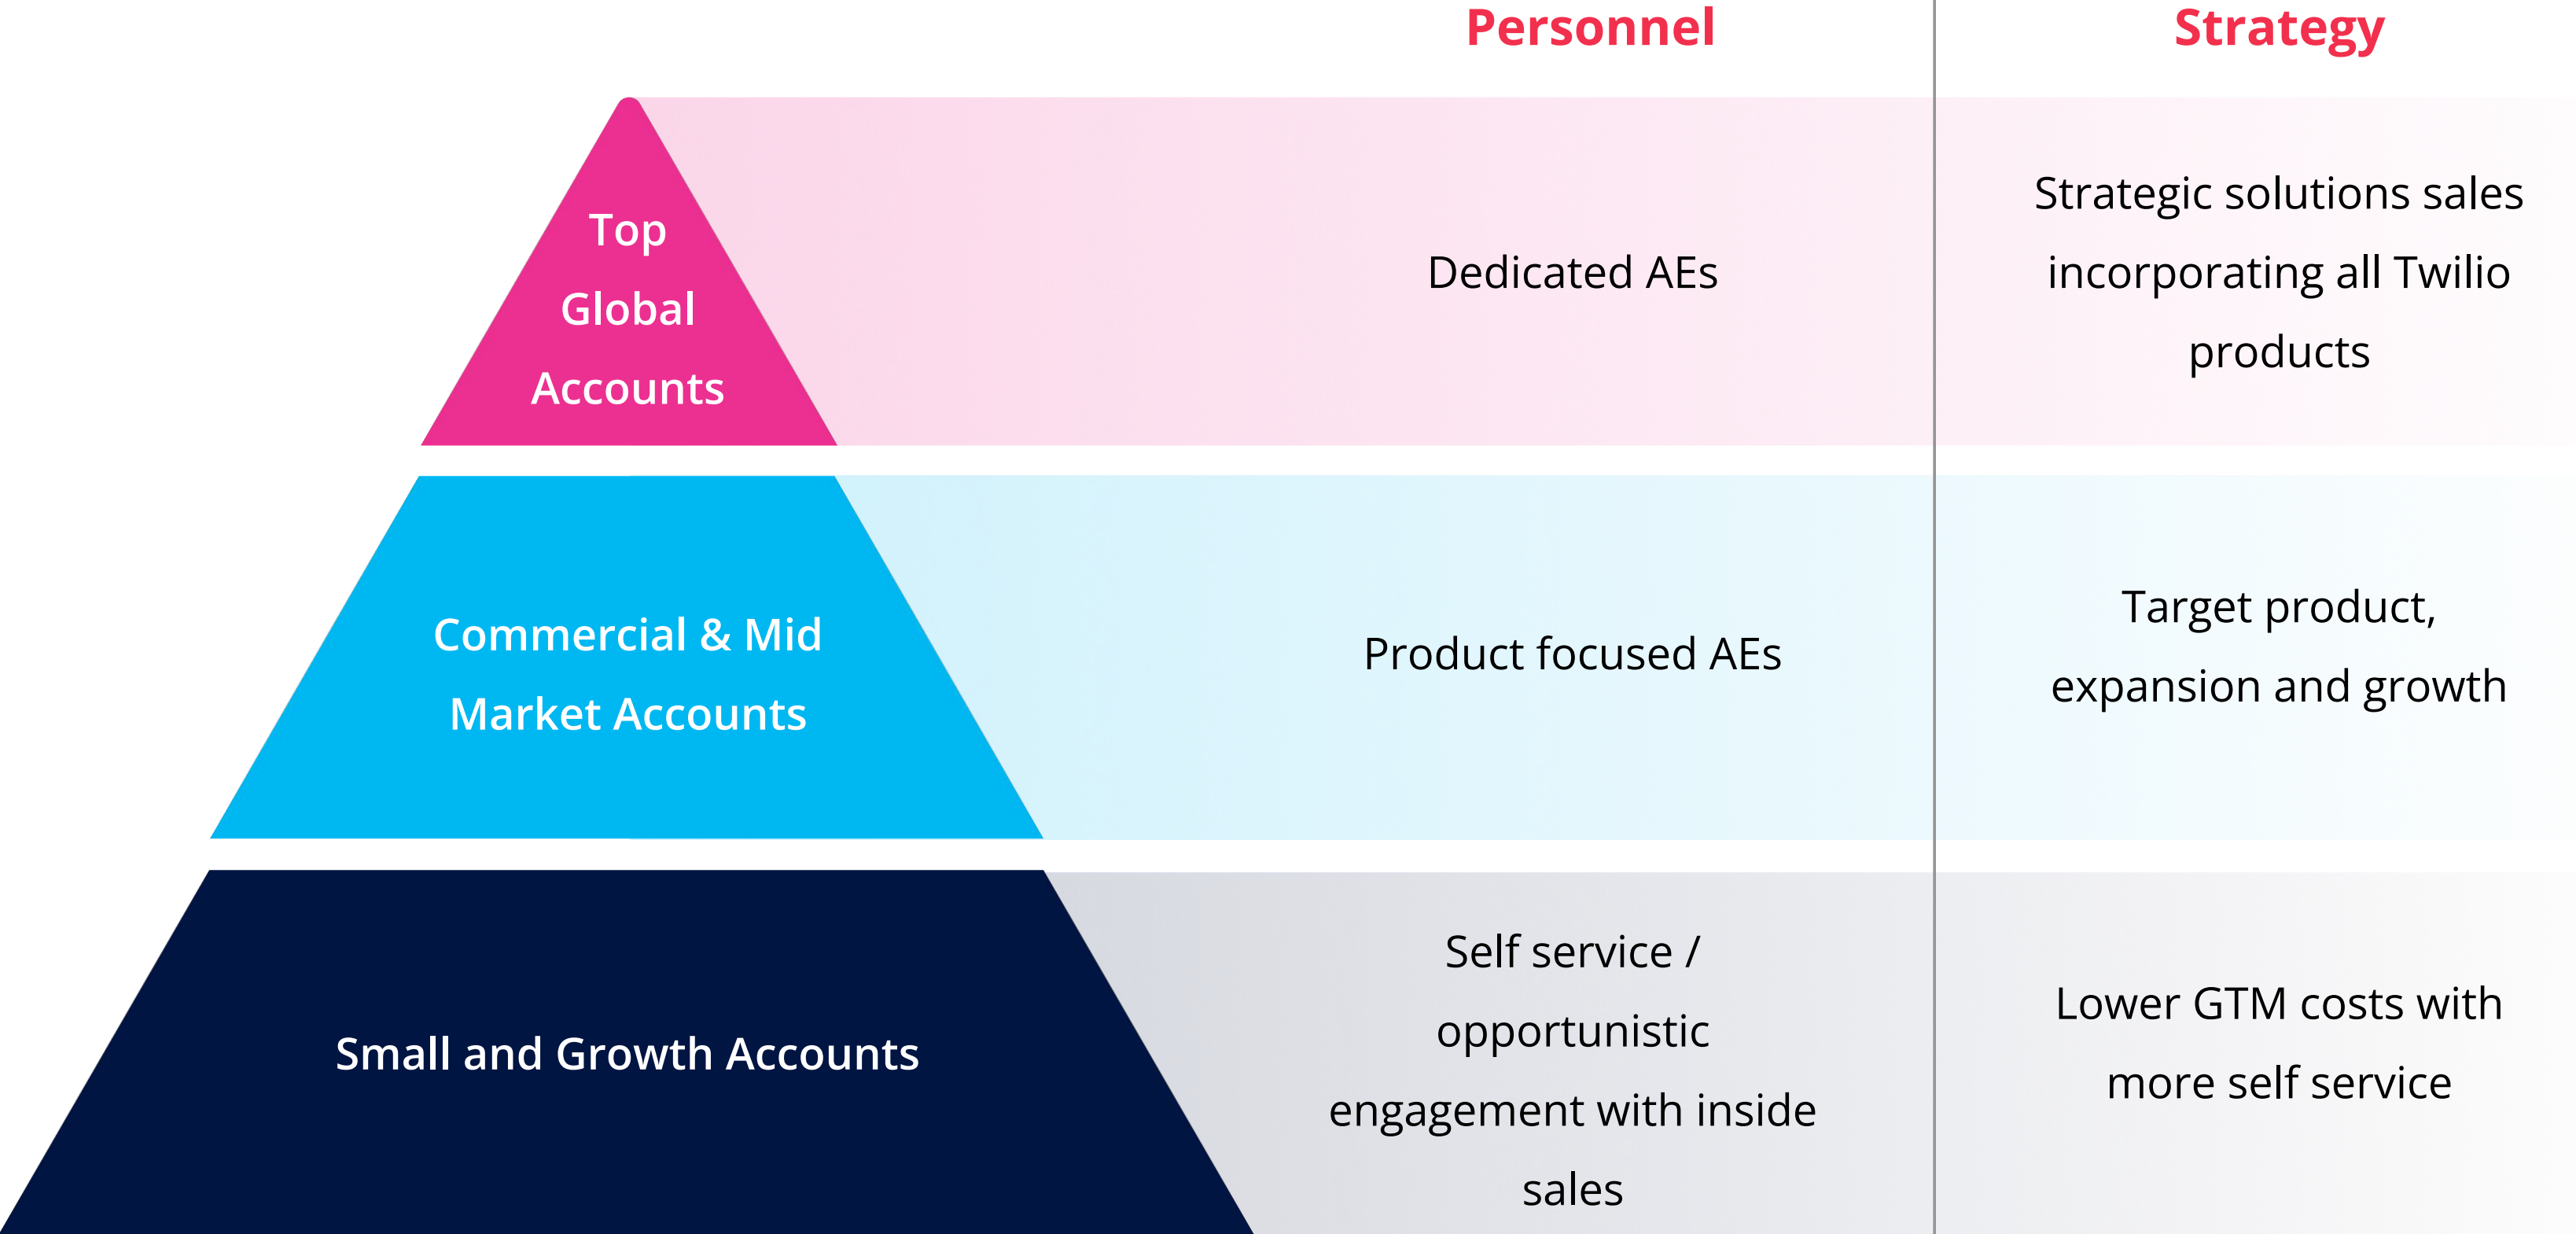 Personnel
Strategy
Top
Global
Accounts
Dedicated AEs
Strategic solutions sales
incorporating all Twilio
products
Commercial & Mid
Market Accounts
Product focused AEs
Target product,
expansion and growth
Small and Growth Accounts
Self service /
opportunistic
engagement with inside
sales
Lower GTM costs with
more self service